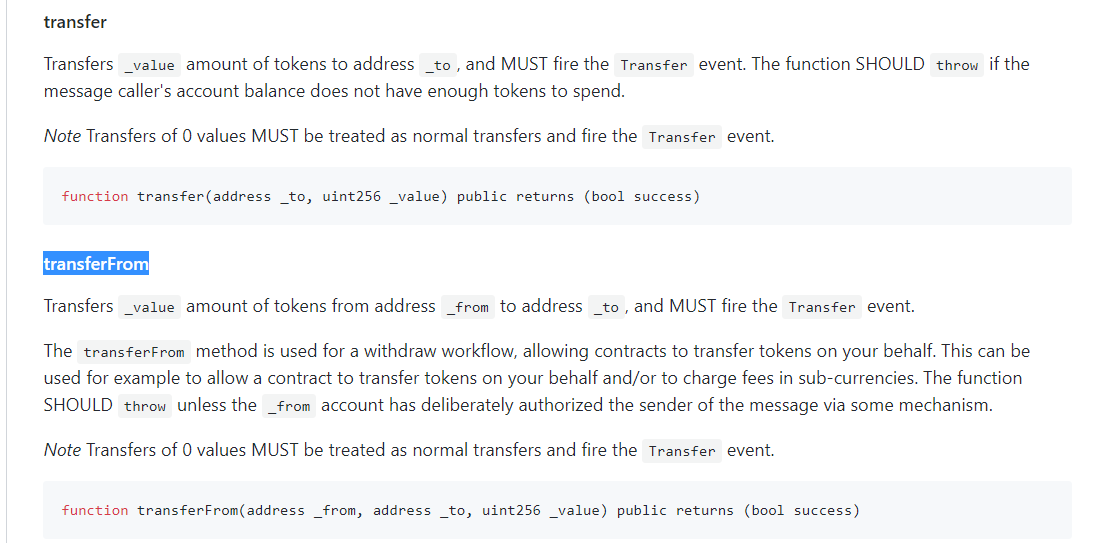 transfer
Transfers _value amount of tokens to address _to, and MUST fire the Transfer event. The function SHOULD throw if the
message caller's account balance does not have enough tokens to spend.
Note Transfers of 0 values MUST be treated as normal transfers and fire the Transfer event.
function transfer(address _to, uint256 _value) public returns (bool success)
transferFrom
Transfers _value amount of tokens from address _from to address _to, and MUST fire the Transfer event.
The transferFrom method is used for a withdraw workflow, allowing contracts to transfer tokens on your behalf. This can be
used for example to allow a contract to transfer tokens on your behalf and/or to charge fees in sub-currencies. The function
SHOULD throw unless the _from account has deliberately authorized the sender of the message via some mechanism.
Note Transfers of 0 values MUST be treated as normal transfers and fire the Transfer event.
function transferFrom(address _from, address _to, uint256 _value) public returns (bool success)